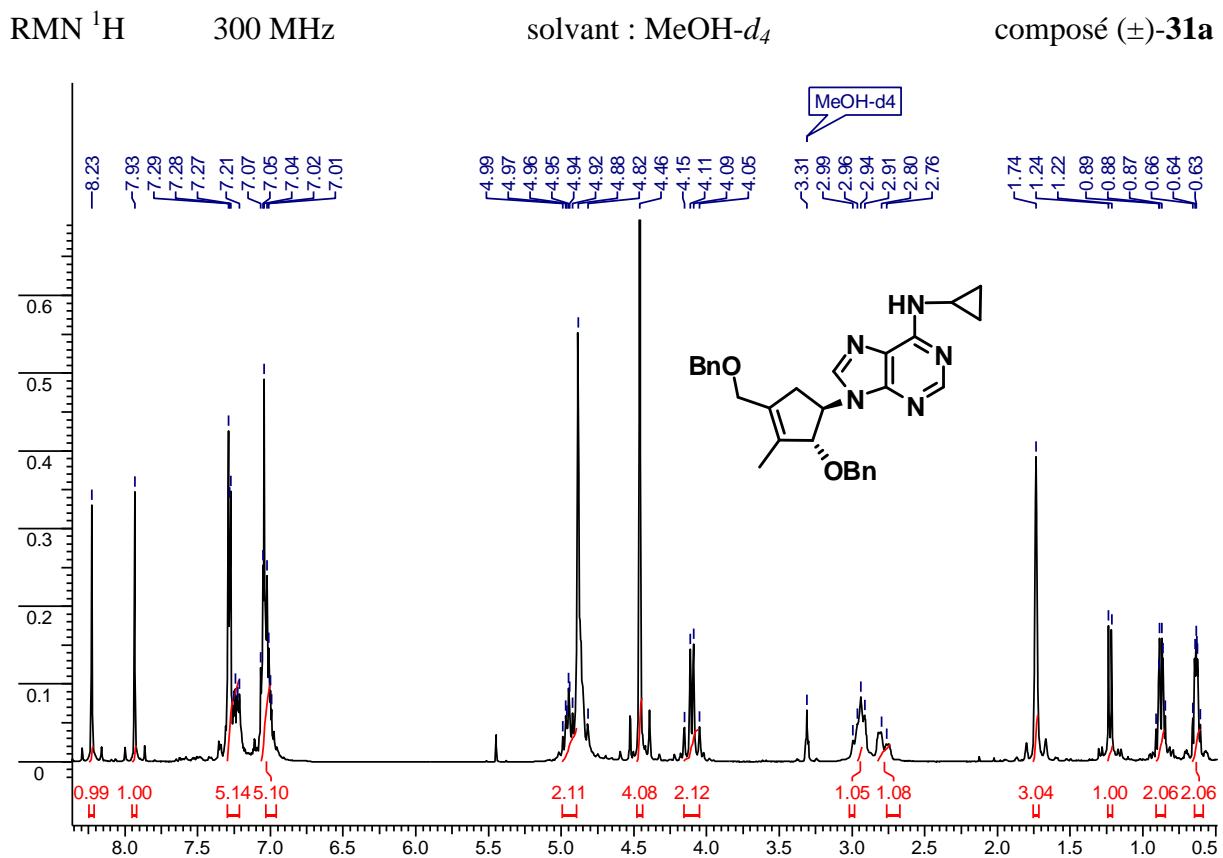 RMN ¹H 300 MHz solvant : MeOH-d₄ composé (±)-31a
MeOH-d4
8.23 7.93 7.29 7.28 7.27 7.21 7.07 7.05 7.04 7.02 7.01 4.99 4.97 4.96 4.95 4.94 4.92 4.88 4.82 4.46 4.15 4.11 4.09 4.05 3.31 2.99 2.96 2.94 2.91 2.80 2.76 1.74 1.24 1.22 0.89 0.88 0.87 0.66 0.64 0.63
0.6
HN
N N
BnO
0.5
N N
OBn
0.4
0.3
0.2
0.1
0
0.99 1.00 5.14 5.10 2.11 4.08 2.12 1.05 1.08 3.04 1.00 2.06 2.06
8.0 7.5 7.0 6.5 6.0 5.5 5.0 4.5 4.0 3.5 3.0 2.5 2.0 1.5 1.0 0.5